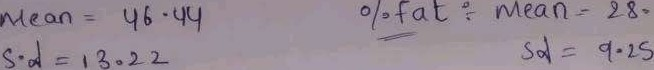 Mean = 46.44 %fat ÷ Mean = 28.
S.d = 13.22 Sd = 9.25